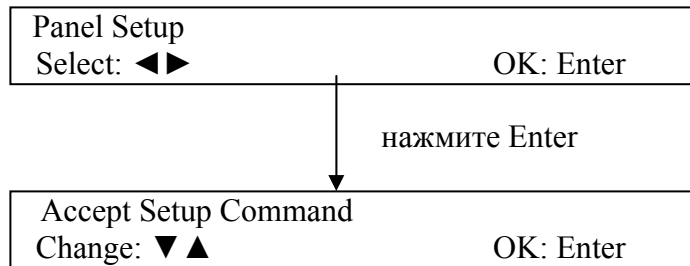 Panel Setup
Select: ◄► OK: Enter
нажмите Enter
Accept Setup Command
Change: ▼▲ OK: Enter